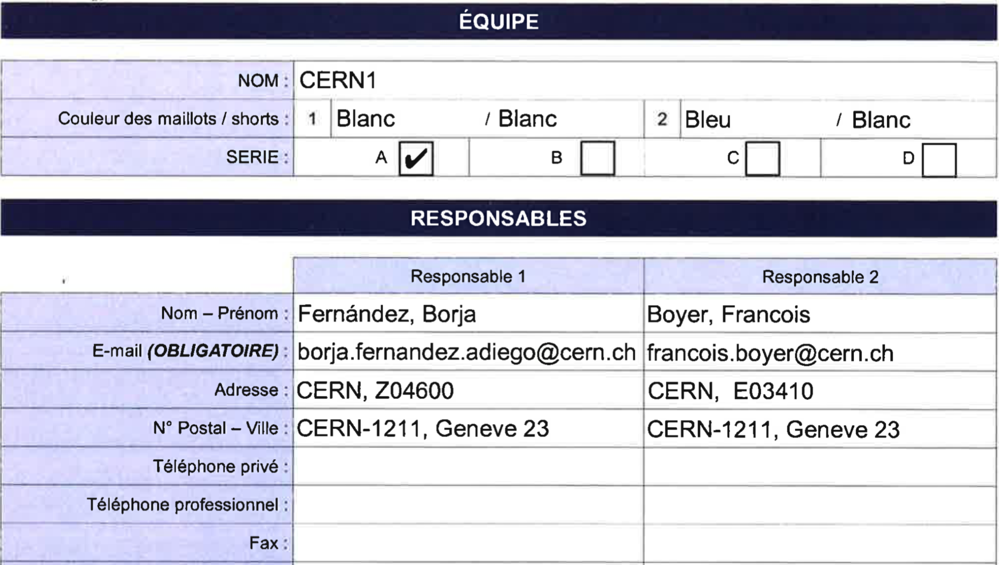 ÉQUIPE
NOM : CERN1
Couleur des maillots / shorts : 1 Blanc / Blanc 2 Bleu / Blanc
SERIE : A ✔ B C D
RESPONSABLES
Responsable 1 Responsable 2
Nom – Prénom : Fernández, Borja Boyer, Francois
E-mail (OBLIGATOIRE) : borja.fernandez.adiego@cern.ch francois.boyer@cern.ch
Adresse : CERN, Z04600 CERN, E03410
N° Postal – Ville : CERN-1211, Geneve 23 CERN-1211, Geneve 23
Téléphone privé :
Téléphone professionnel :
Fax :